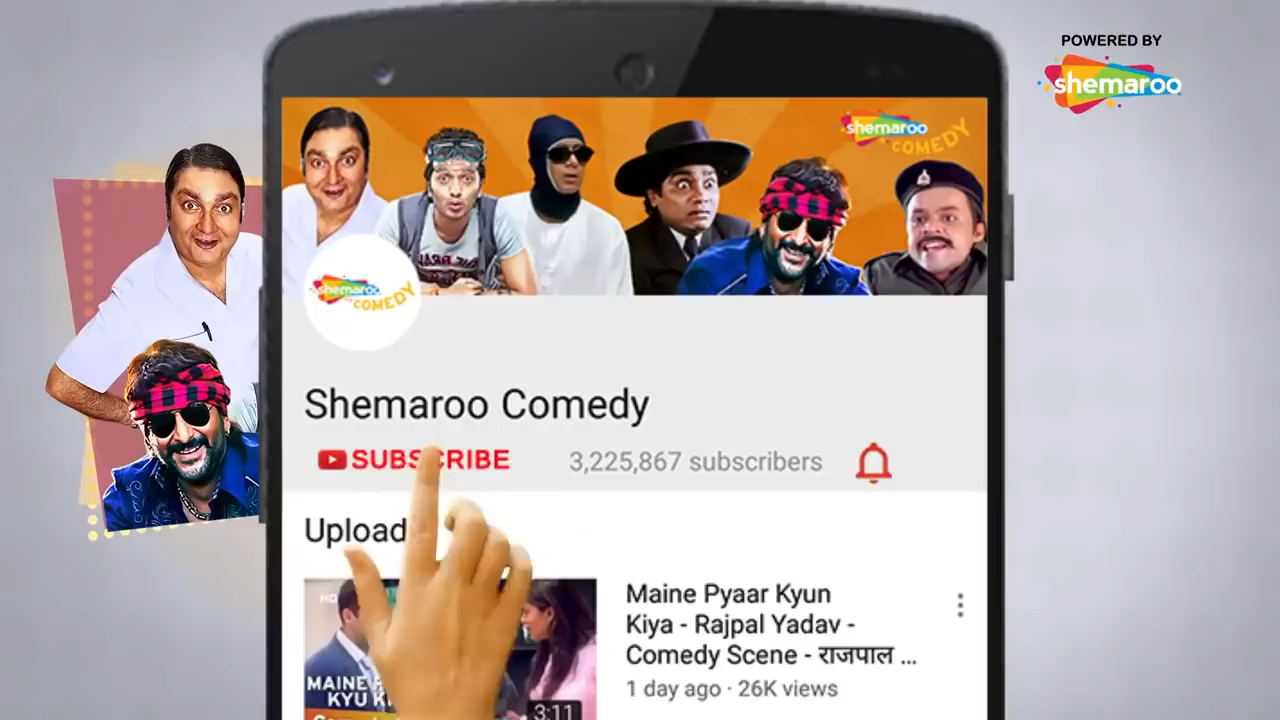 POWERED BY
shemaroo
shemaroo
COMEDY
shemaroo
COMEDY
Shemaroo Comedy
SUBSCRIBE
3,225,867 subscribers
Upload
Maine Pyaar Kyun
Kiya - Rajpal Yadav -
Comedy Scene - राजपाल ...
1 day ago · 26K views
MAINE
KYU
3:11